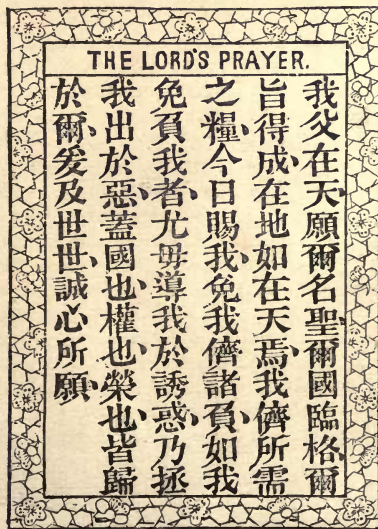 THE LORD'S PRAYER.
我父在天、願爾名聖、爾國臨格、爾
旨得成、在地如在天焉、我儕所需
之糧、今日賜我、免我儕諸負、如我
免負我者、尤毋導我於誘惑、乃拯
我出於惡、蓋國也、權也、榮也、皆歸
於爾、爰及世世、誠心所願、